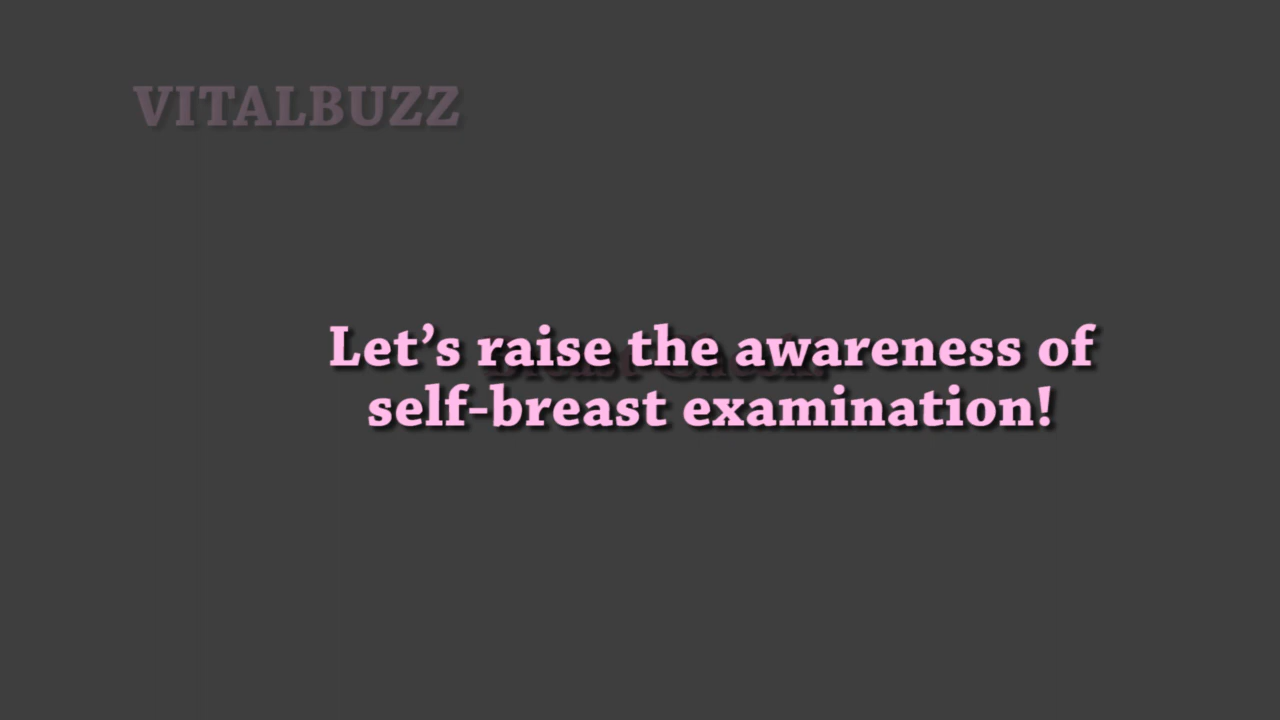 VITALBUZZ
Let’s raise the awareness of
self-breast examination!